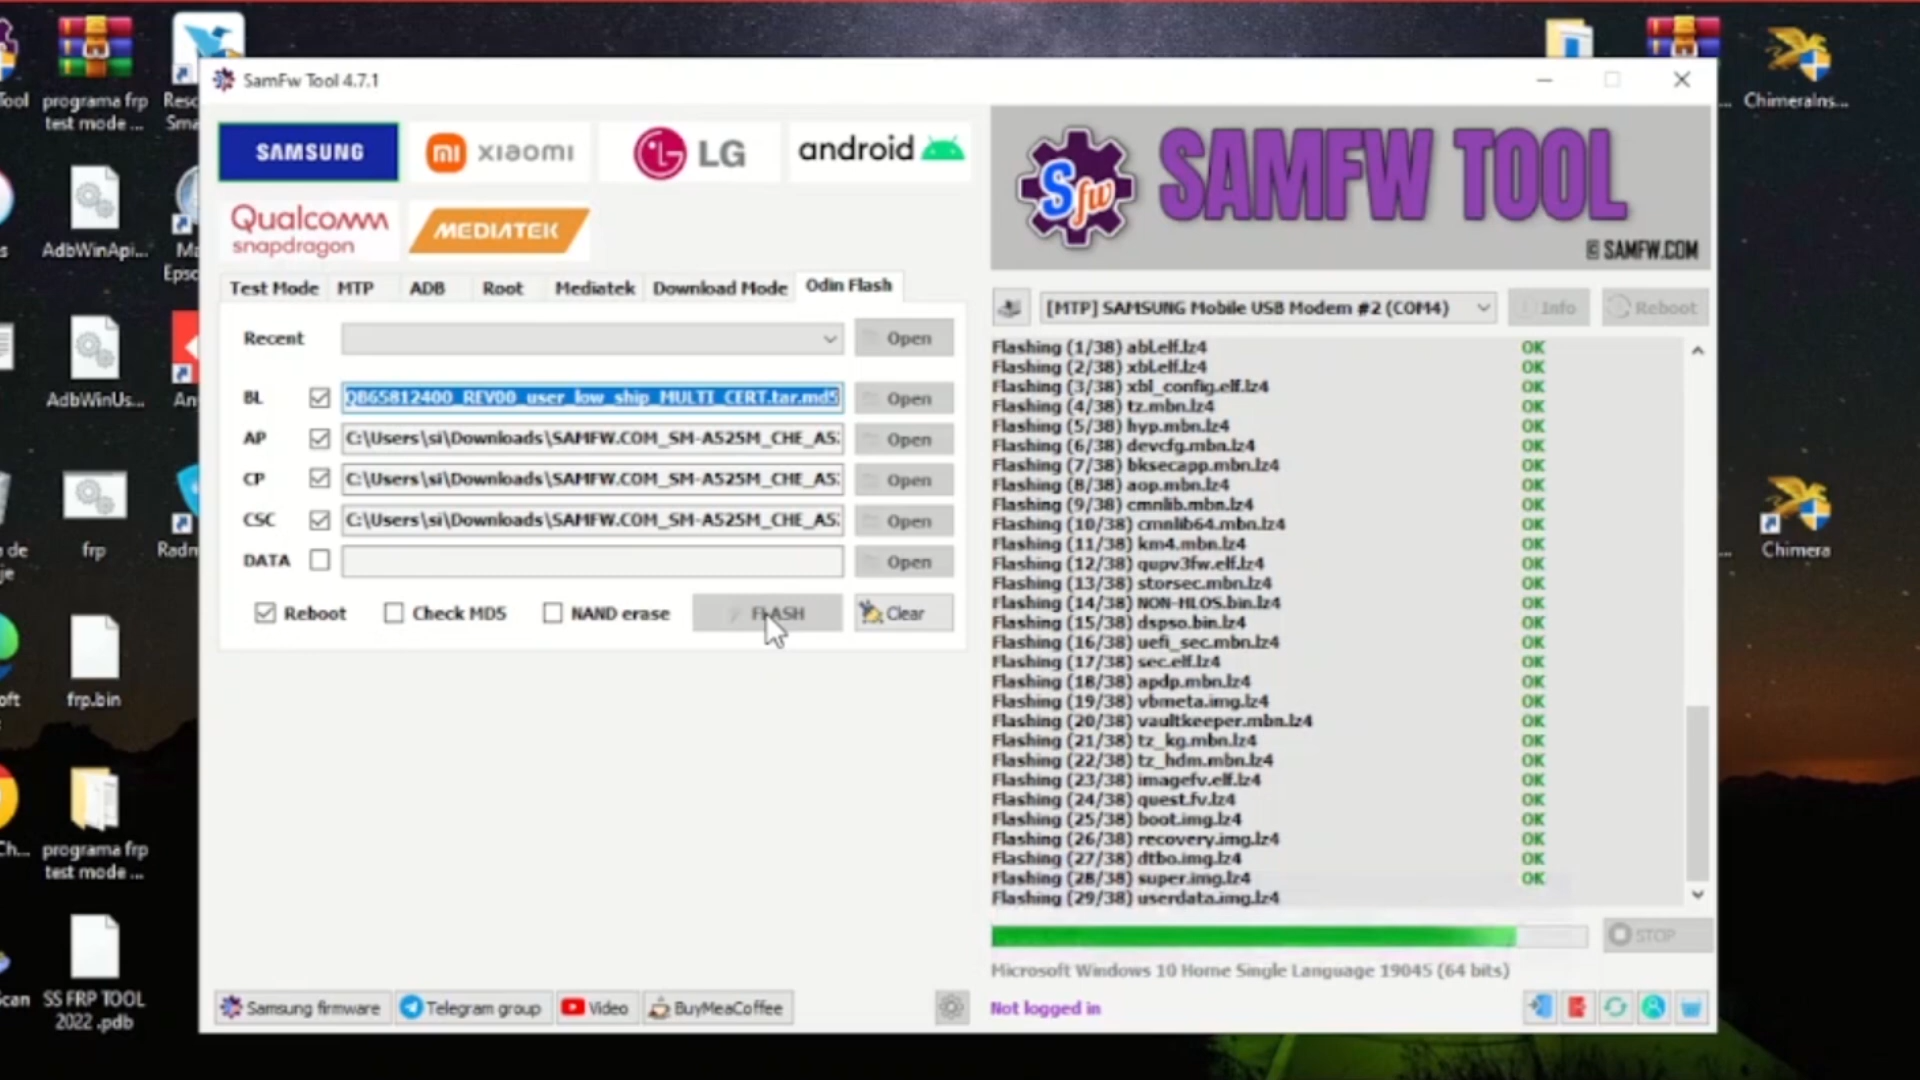 SamFw Tool 4.7.1
Tool
programa frp
test mode ...
AdbWinApi...
AdbWinUs...
frp
frp.bin
programa frp
test mode ...
SS FRP TOOL
2022 .pdb
SAMSUNG
mi xiaomi
LG
android
Qualcomm
snapdragon
MEDIATEK
Test Mode MTP ADB Root Mediatek Download Mode Odin Flash
Recent Open
BL QB65812400_REV00_user_low_ship_MULTI_CERT.tar.md5 Open
AP C:\Users\si\Downloads\SAMFW.COM_SM-A525M_CHE_A5 Open
CP C:\Users\si\Downloads\SAMFW.COM_SM-A525M_CHE_A5 Open
CSC C:\Users\si\Downloads\SAMFW.COM_SM-A525M_CHE_A5 Open
DATA Open
Reboot Check MD5 NAND erase FLASH Clear
Samsung firmware Telegram group Video BuyMeaCoffee
Sfw SAMFW TOOL
SAMFW.COM
[MTP] SAMSUNG Mobile USB Modem #2 (COM4) Info Reboot
Flashing (1/38) abl.elf.lz4 OK
Flashing (2/38) xbl.elf.lz4 OK
Flashing (3/38) xbl_config.elf.lz4 OK
Flashing (4/38) tz.mbn.lz4 OK
Flashing (5/38) hyp.mbn.lz4 OK
Flashing (6/38) devcfg.mbn.lz4 OK
Flashing (7/38) bksecapp.mbn.lz4 OK
Flashing (8/38) aop.mbn.lz4 OK
Flashing (9/38) cmnlib.mbn.lz4 OK
Flashing (10/38) cmnlib64.mbn.lz4 OK
Flashing (11/38) km4.mbn.lz4 OK
Flashing (12/38) qupv3fw.elf.lz4 OK
Flashing (13/38) storsec.mbn.lz4 OK
Flashing (14/38) NON-HLOS.bin.lz4 OK
Flashing (15/38) dspso.bin.lz4 OK
Flashing (16/38) uefi_sec.mbn.lz4 OK
Flashing (17/38) sec.elf.lz4 OK
Flashing (18/38) apdp.mbn.lz4 OK
Flashing (19/38) vbmeta.img.lz4 OK
Flashing (20/38) vaultkeeper.mbn.lz4 OK
Flashing (21/38) tz_kg.mbn.lz4 OK
Flashing (22/38) tz_hdm.mbn.lz4 OK
Flashing (23/38) imagefv.elf.lz4 OK
Flashing (24/38) quest.fv.lz4 OK
Flashing (25/38) boot.img.lz4 OK
Flashing (26/38) recovery.img.lz4 OK
Flashing (27/38) dtbo.img.lz4 OK
Flashing (28/38) super.img.lz4 OK
Flashing (29/38) userdata.img.lz4
STOP
Microsoft Windows 10 Home Single Language 19045 (64 bits)
Not logged in
ChimeraIns...
Chimera